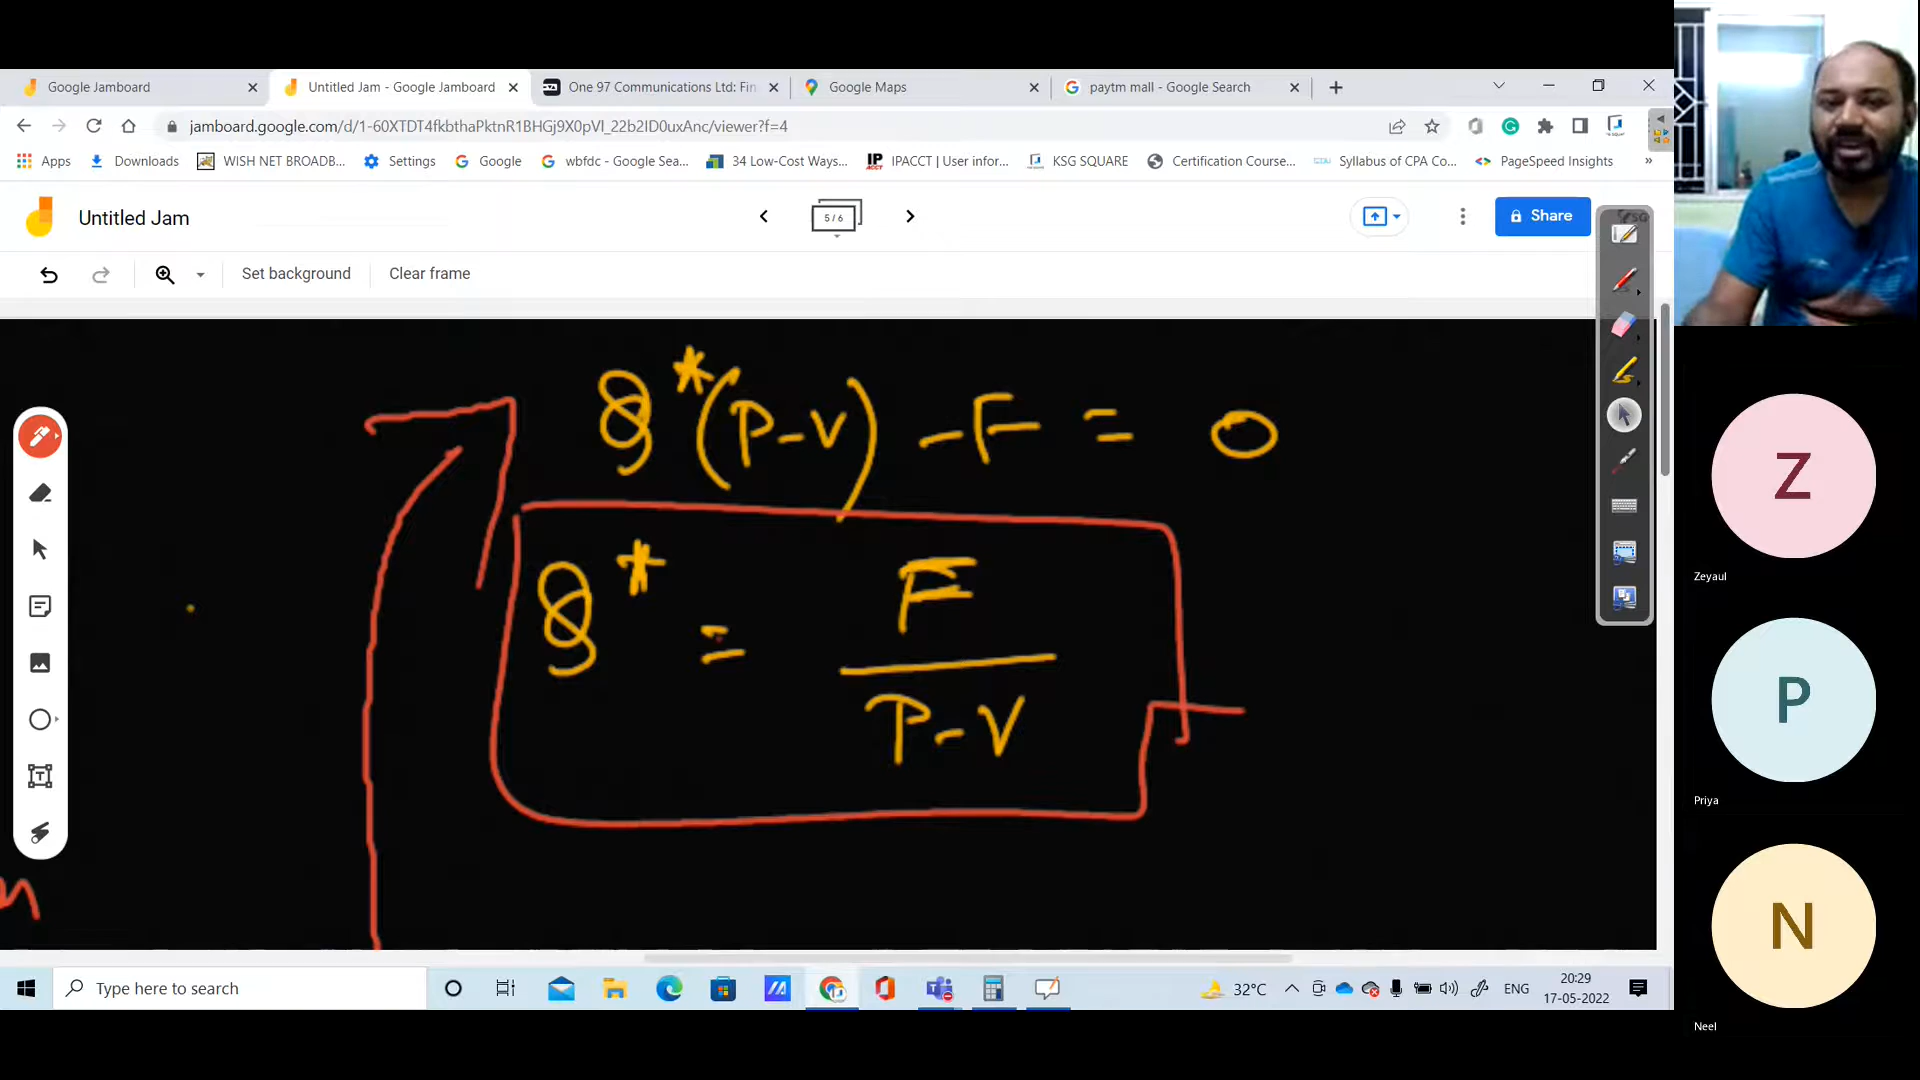 Google Jamboard
Untitled Jam - Google Jamboard
One 97 Communications Ltd: Fin
Google Maps
paytm mall - Google Search
jamboard.google.com/d/1-60XTDT4fkbthaPktnR1BHGj9X0pVl_22b2ID0uxAnc/viewer?f=4
Apps Downloads WISH NET BROADB... Settings Google wbfdc - Google Sea... 34 Low-Cost Ways... IP IPACCT IPACCT | User infor... KSG SQUARE Certification Course... Syllabus of CPA Co... PageSpeed Insights »
Untitled Jam
5 / 6
Share
Set background Clear frame
Q*(P-V) - F = 0
Q* = F
P-V
Z
Zeyaul
P
Priya
N
Neel
Type here to search
32°C
ENG
20:29
17-05-2022